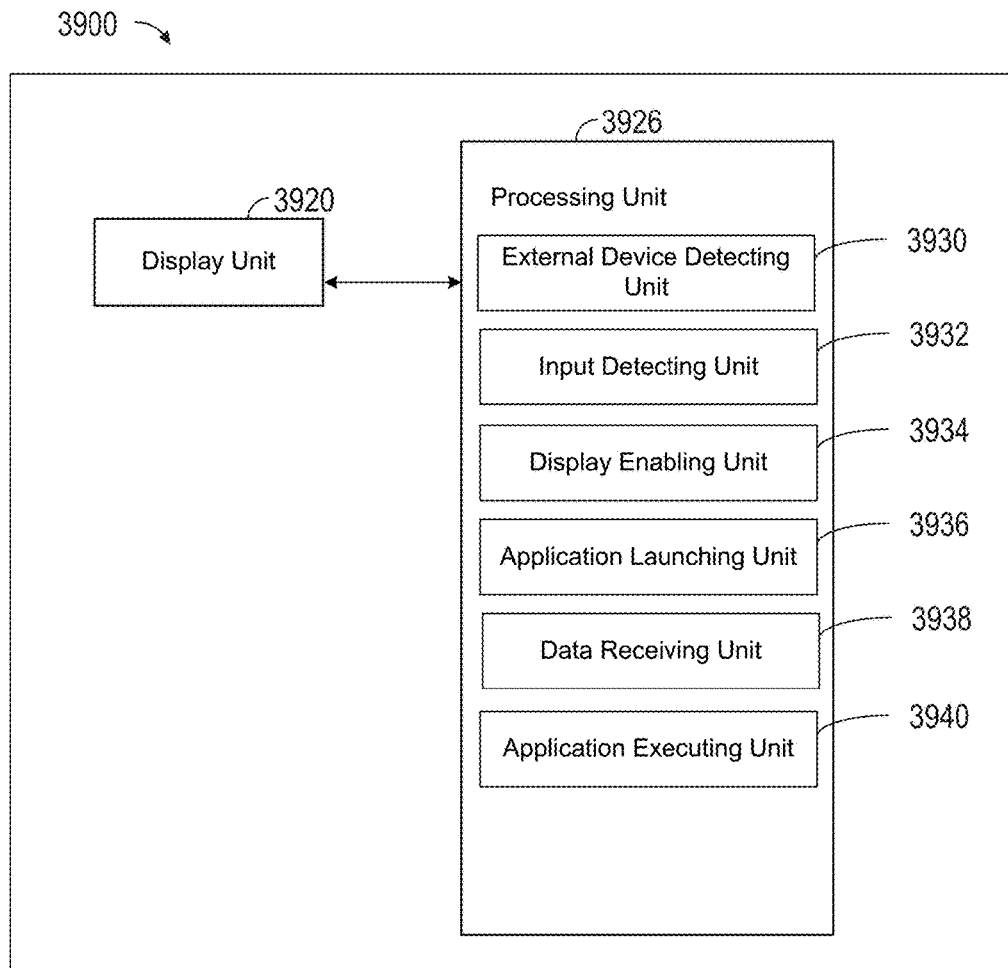 3900
3926
Processing Unit
3920
Display Unit
3930
External Device Detecting
Unit
3932
Input Detecting Unit
3934
Display Enabling Unit
3936
Application Launching Unit
3938
Data Receiving Unit
3940
Application Executing Unit